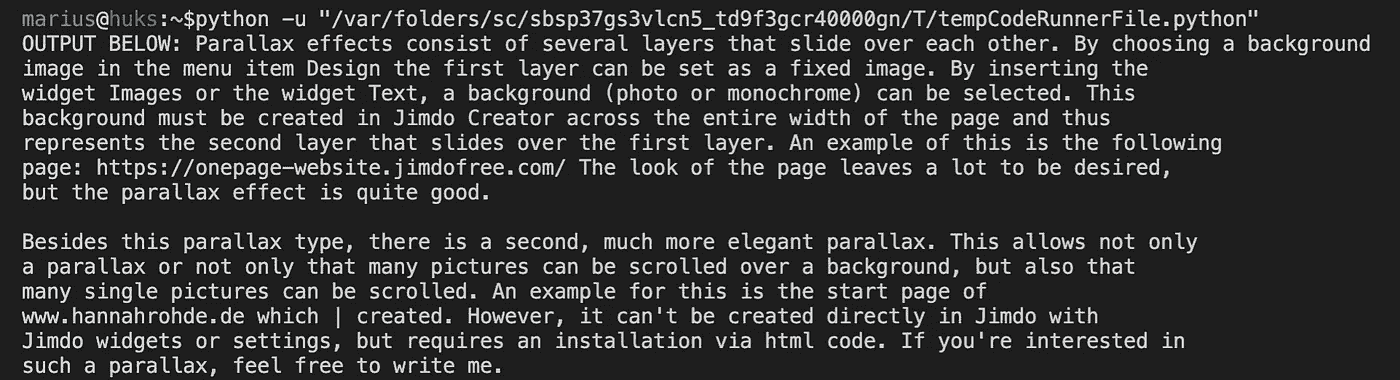 marius@huks:~$python -u "/var/folders/sc/sbsp37gs3vlcn5_td9f3gcr40000gn/T/tempCodeRunnerFile.python"
OUTPUT BELOW: Parallax effects consist of several layers that slide over each other. By choosing a background
image in the menu item Design the first layer can be set as a fixed image. By inserting the
widget Images or the widget Text, a background (photo or monochrome) can be selected. This
background must be created in Jimdo Creator across the entire width of the page and thus
represents the second layer that slides over the first layer. An example of this is the following
page: https://onepage-website.jimdofree.com/ The look of the page leaves a lot to be desired,
but the parallax effect is quite good.

Besides this parallax type, there is a second, much more elegant parallax. This allows not only
a parallax or not only that many pictures can be scrolled over a background, but also that
many single pictures can be scrolled. An example for this is the start page of
www.hannahrohde.de which | created. However, it can't be created directly in Jimdo with
Jimdo widgets or settings, but requires an installation via html code. If you're interested in
such a parallax, feel free to write me.